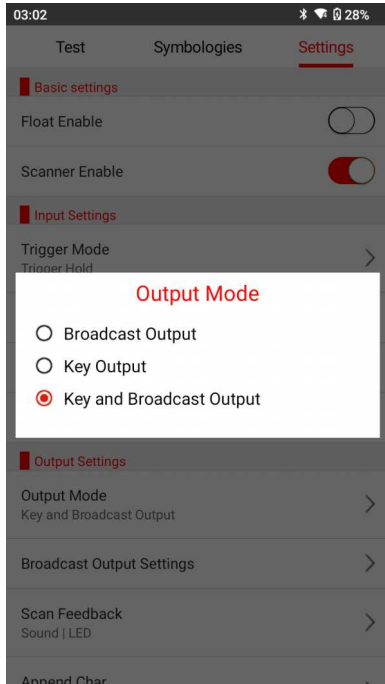 03:02 28%
Test Symbologies Settings
Basic settings
Float Enable
Scanner Enable
Input Settings
Trigger Mode
Trigger Hold
Output Mode
Broadcast Output
Key Output
Key and Broadcast Output
Output Settings
Output Mode
Key and Broadcast Output
Broadcast Output Settings
Scan Feedback
Sound | LED
Append Char